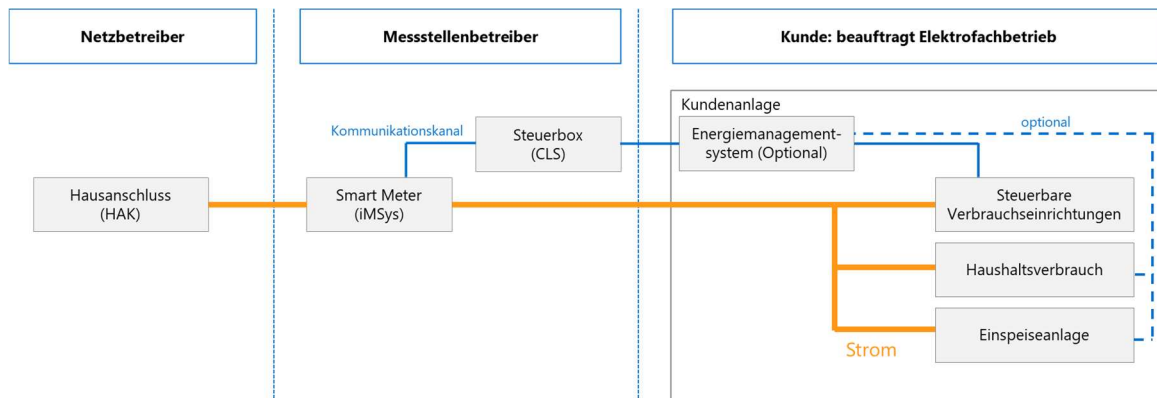 Netzbetreiber
Messstellenbetreiber
Kunde: beauftragt Elektrofachbetrieb
Kundenanlage
Kommunikationskanal
Steuerbox
(CLS)
Energiemanagement-
system (Optional)
optional
Hausanschluss
(HAK)
Smart Meter
(iMSys)
Steuerbare
Verbrauchseinrichtungen
Haushaltsverbrauch
Einspeiseanlage
Strom